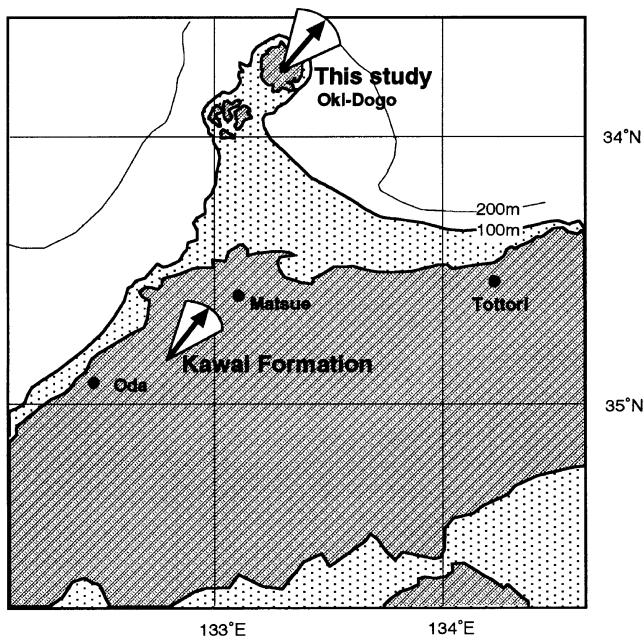 This study
Oki-Dogo
34°N
200m
100m
Matsue
Tottori
Kawai Formation
Oda
35°N
133°E
134°E